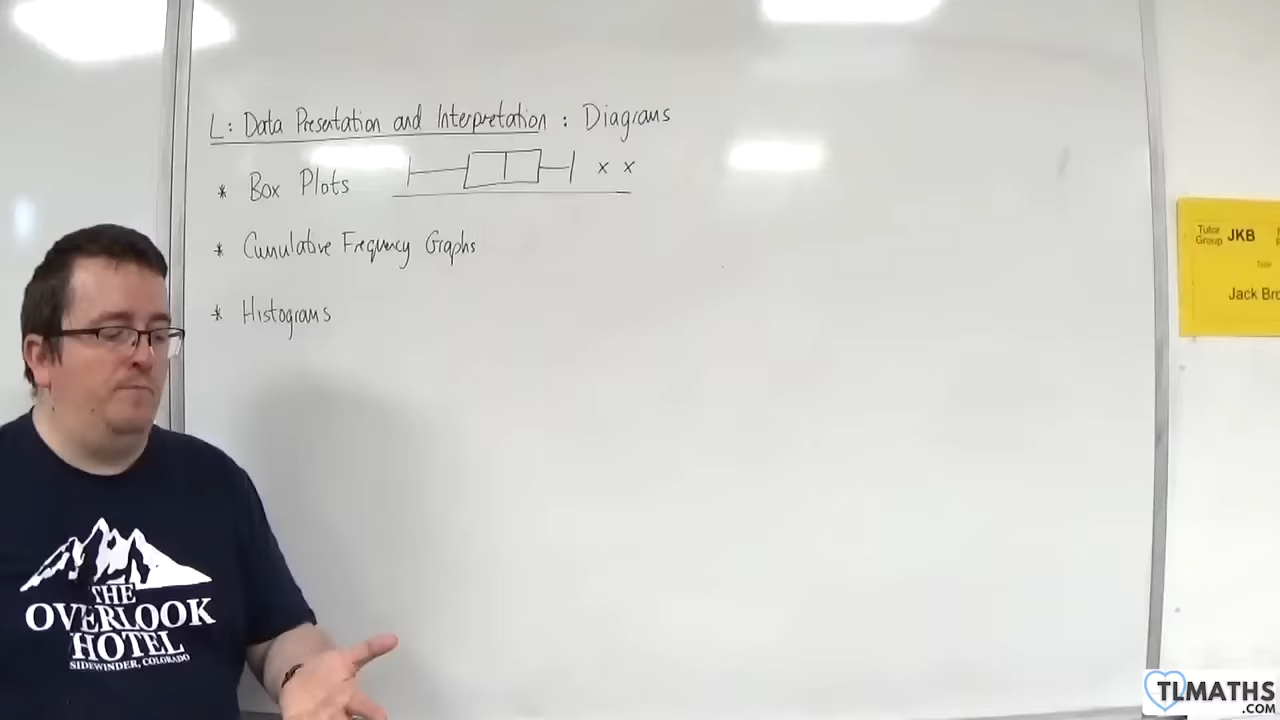 L: Data Presentation and Interpretation : Diagrams
* Box Plots x x
* Cumulative Frequency Graphs
* Histograms
Tutor Group JKB
Jack
THE
OVERLOOK
HOTEL
SIDEWINDER, COLORADO
TLMATHS
.COM